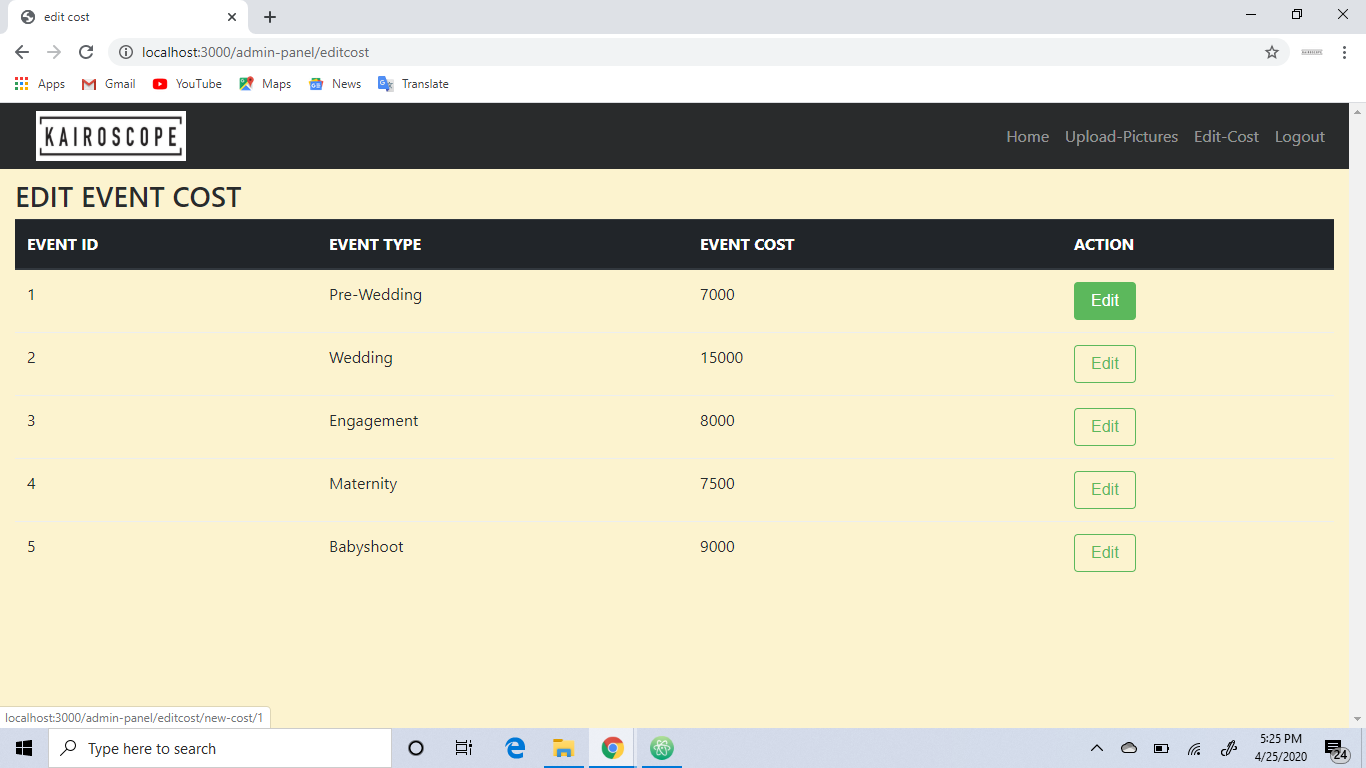 edit cost
localhost:3000/admin-panel/editcost
Apps Gmail YouTube Maps News Translate
KAIROSCOPE Home Upload-Pictures Edit-Cost Logout
EDIT EVENT COST
EVENT ID EVENT TYPE EVENT COST ACTION
1 Pre-Wedding 7000 Edit
2 Wedding 15000 Edit
3 Engagement 8000 Edit
4 Maternity 7500 Edit
5 Babyshoot 9000 Edit
localhost:3000/admin-panel/editcost/new-cost/1
Type here to search
5:25 PM
4/25/2020
24